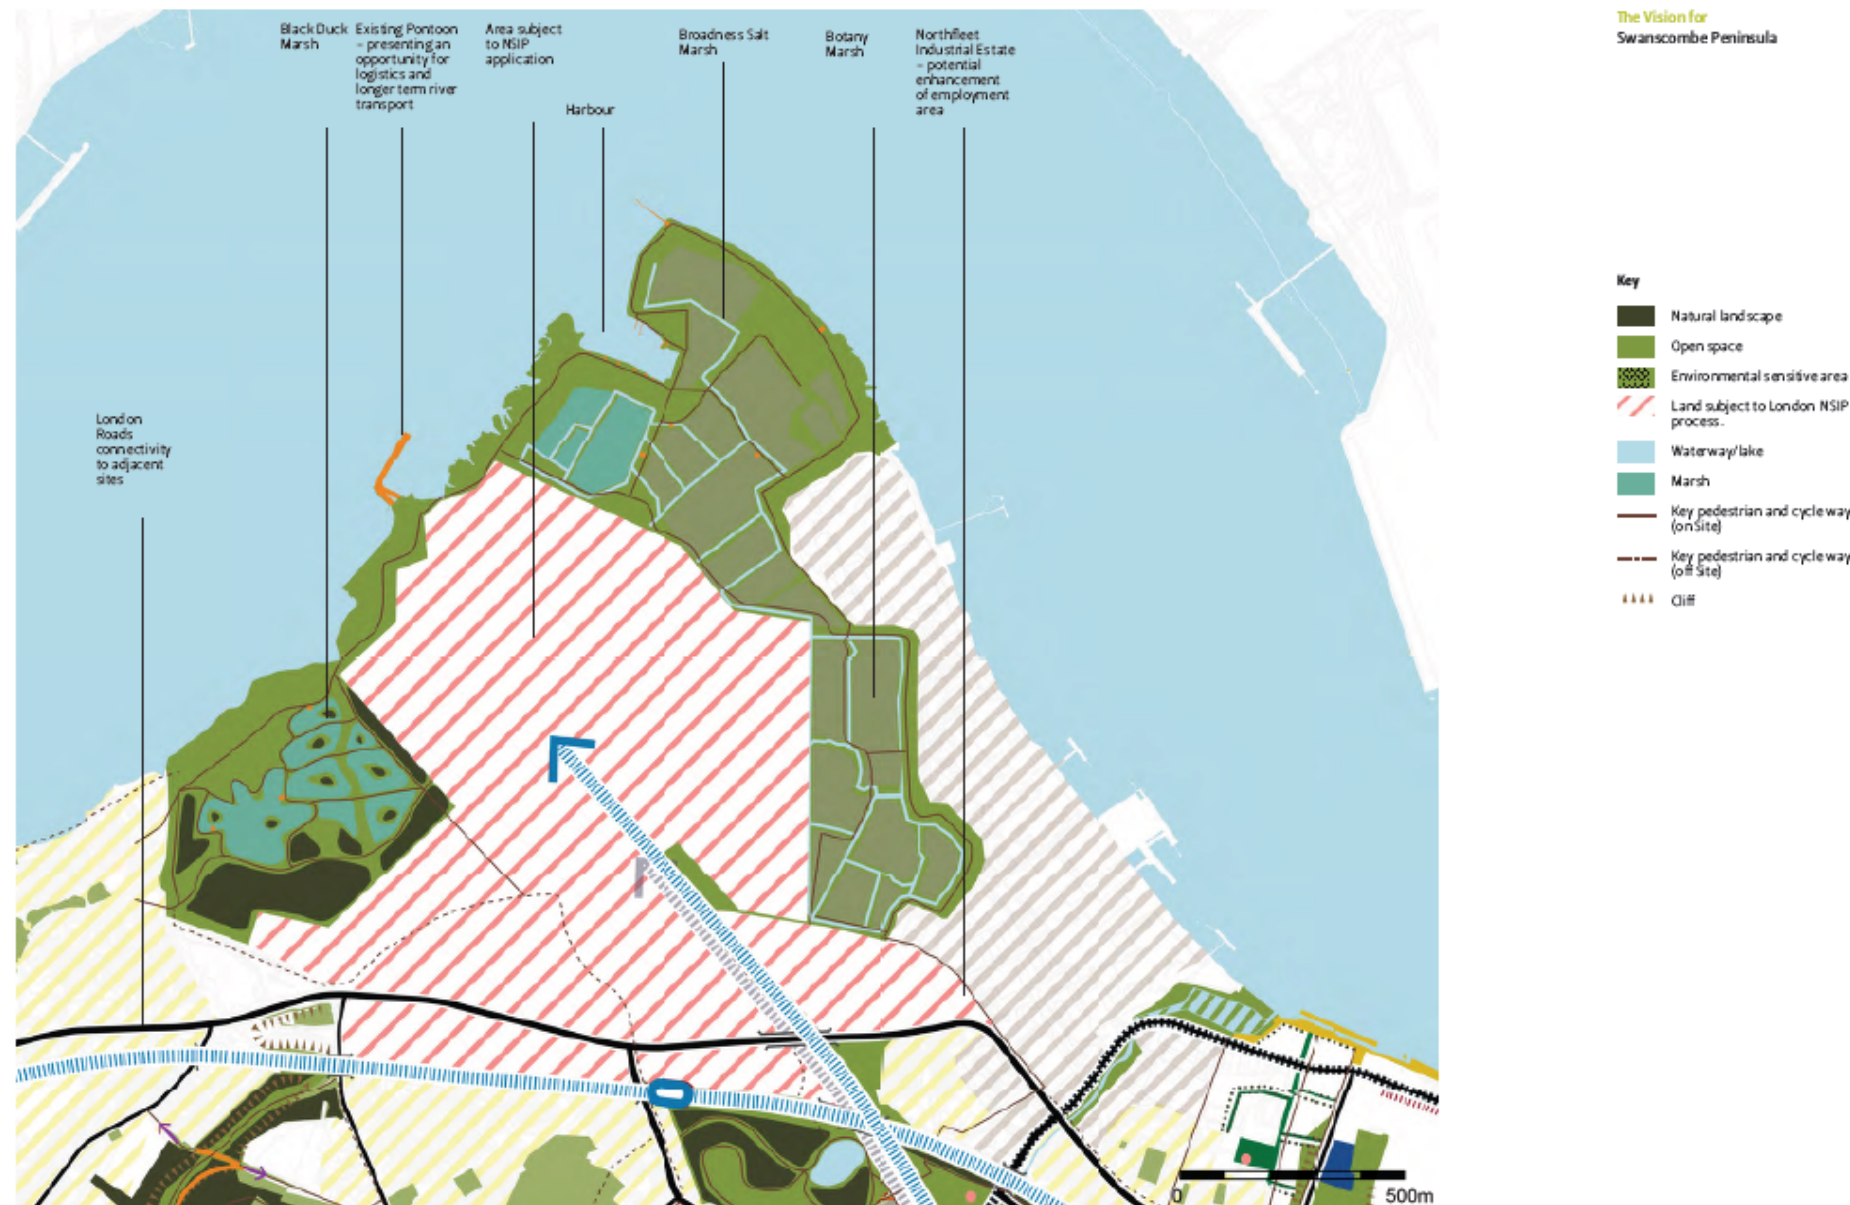 The Vision for
Swanscombe Peninsula
Black Duck
Marsh
Existing Pontoon
– presenting an
opportunity for
logistics and
longer term river
transport
Area subject
to NSIP
application
Harbour
Broadness Salt
Marsh
Botany
Marsh
Northfleet
Industrial Estate
– potential
enhancement
of employment
area
London
Roads
connectivity
to adjacent
sites
Key
Natural landscape
Open space
Environmental sensitive area
Land subject to London NSIP
process.
Waterway/lake
Marsh
Key pedestrian and cycle way
(on Site)
Key pedestrian and cycle way
(off Site)
Cliff
0
500m